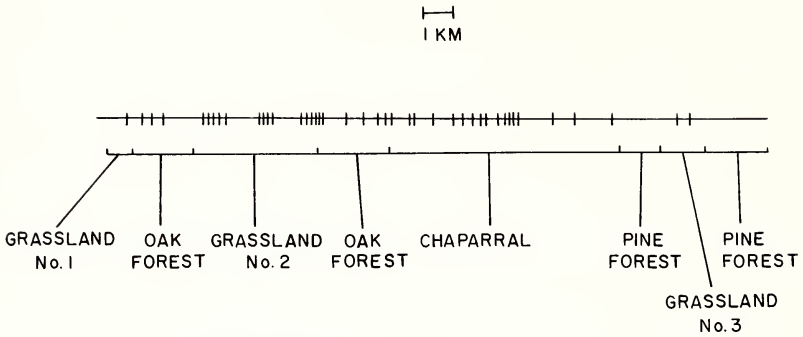 1 KM
GRASSLAND
No. 1
OAK
FOREST
GRASSLAND
No. 2
OAK
FOREST
CHAPARRAL
PINE
FOREST
PINE
FOREST
GRASSLAND
No. 3